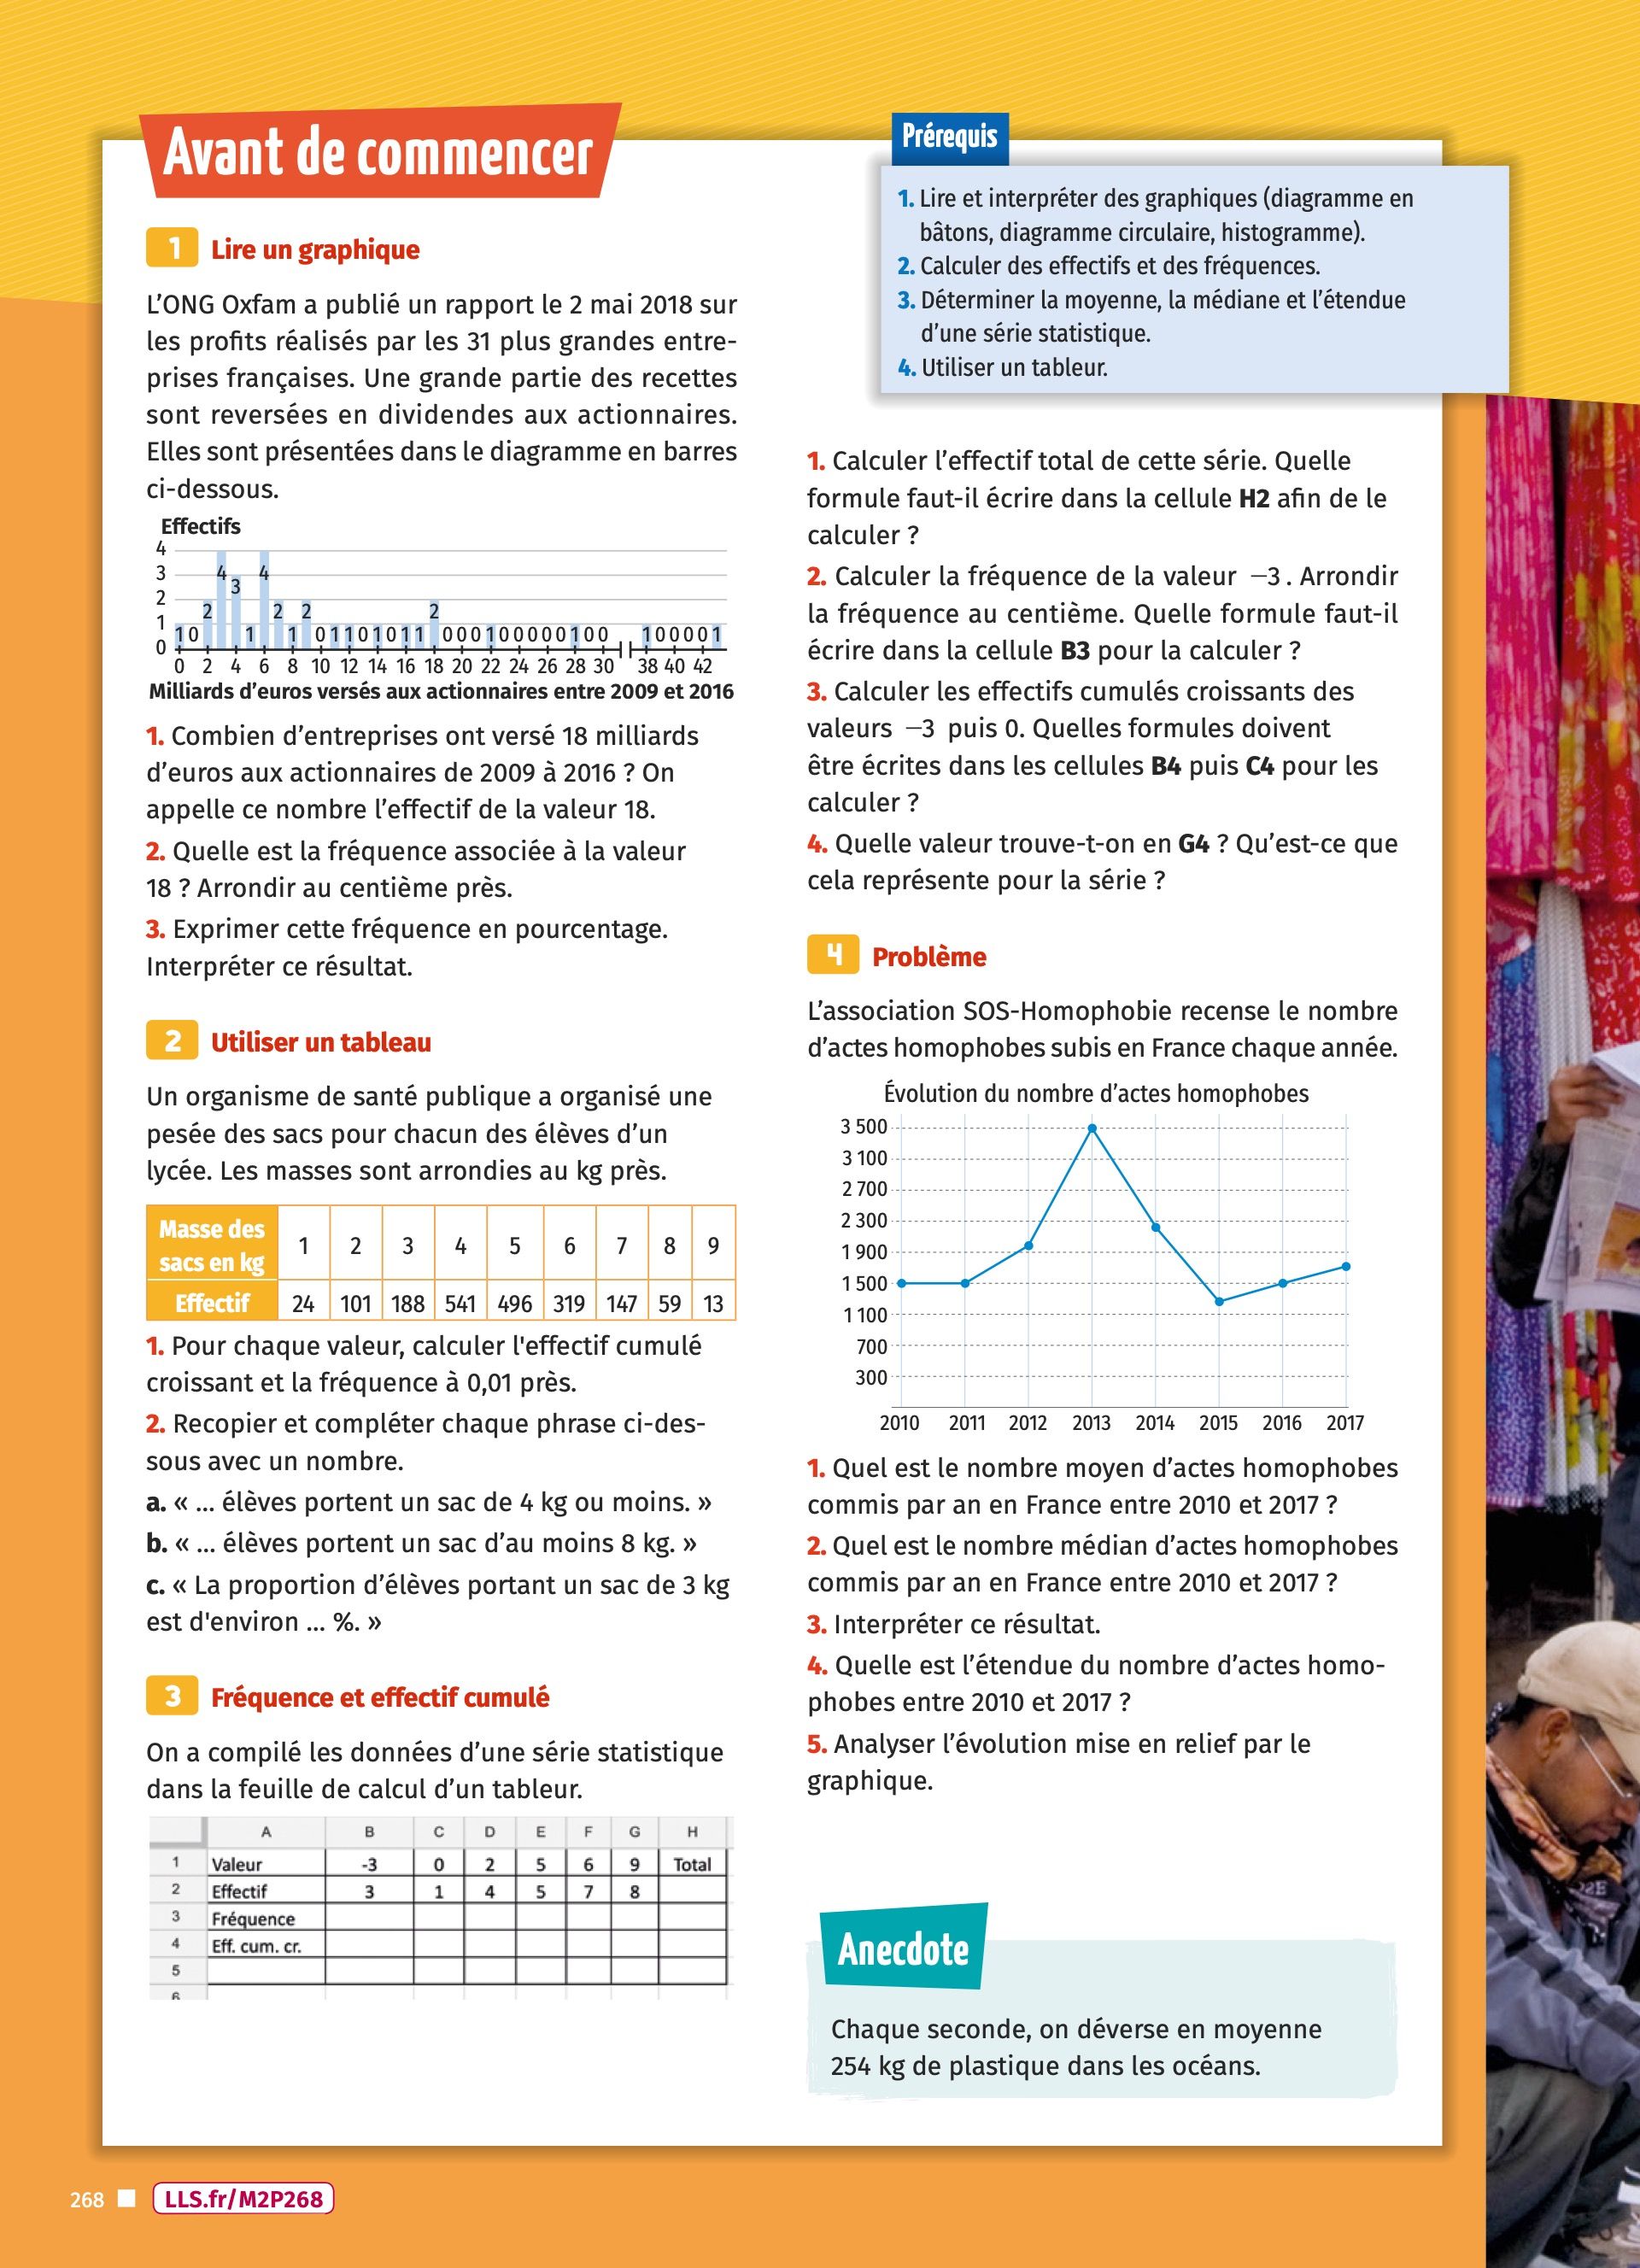 Avant de commencer
Prérequis
1. Lire et interpréter des graphiques (diagramme en
bâtons, diagramme circulaire, histogramme).
2. Calculer des effectifs et des fréquences.
3. Déterminer la moyenne, la médiane et l’étendue
d’une série statistique.
4. Utiliser un tableur.
1 Lire un graphique
L’ONG Oxfam a publié un rapport le 2 mai 2018 sur
les profits réalisés par les 31 plus grandes entre-
prises françaises. Une grande partie des recettes
sont reversées en dividendes aux actionnaires.
Elles sont présentées dans le diagramme en barres
ci-dessous.
Effectifs
4
3
2
1
0
1 0 2 4 3 1 4 2 1 2 0 1 1 0 1 0 1 1 2 0 0 0 1 0 0 0 0 0 1 0 0 1 0 0 0 0 1
0 2 4 6 8 10 12 14 16 18 20 22 24 26 28 30 38 40 42
Milliards d’euros versés aux actionnaires entre 2009 et 2016
1. Combien d’entreprises ont versé 18 milliards
d’euros aux actionnaires de 2009 à 2016 ? On
appelle ce nombre l’effectif de la valeur 18.
2. Quelle est la fréquence associée à la valeur
18 ? Arrondir au centième près.
3. Exprimer cette fréquence en pourcentage.
Interpréter ce résultat.
2 Utiliser un tableau
Un organisme de santé publique a organisé une
pesée des sacs pour chacun des élèves d’un
lycée. Les masses sont arrondies au kg près.
Masse des
sacs en kg 1 2 3 4 5 6 7 8 9
Effectif 24 101 188 541 496 319 147 59 13
1. Pour chaque valeur, calculer l'effectif cumulé
croissant et la fréquence à 0,01 près.
2. Recopier et compléter chaque phrase ci-des-
sous avec un nombre.
a. « ... élèves portent un sac de 4 kg ou moins. »
b. « ... élèves portent un sac d’au moins 8 kg. »
c. « La proportion d’élèves portant un sac de 3 kg
est d'environ ... %. »
3 Fréquence et effectif cumulé
On a compilé les données d’une série statistique
dans la feuille de calcul d’un tableur.
A B C D E F G H
1 Valeur -3 0 2 5 6 9 Total
2 Effectif 3 1 4 5 7 8
3 Fréquence
4 Eff. cum. cr.
5
6
1. Calculer l’effectif total de cette série. Quelle
formule faut-il écrire dans la cellule H2 afin de le
calculer ?
2. Calculer la fréquence de la valeur −3. Arrondir
la fréquence au centième. Quelle formule faut-il
écrire dans la cellule B3 pour la calculer ?
3. Calculer les effectifs cumulés croissants des
valeurs −3 puis 0. Quelles formules doivent
être écrites dans les cellules B4 puis C4 pour les
calculer ?
4. Quelle valeur trouve-t-on en G4 ? Qu’est-ce que
cela représente pour la série ?
4 Problème
L’association SOS-Homophobie recense le nombre
d’actes homophobes subis en France chaque année.
Évolution du nombre d’actes homophobes
3 500
3 100
2 700
2 300
1 900
1 500
1 100
700
300
2010 2011 2012 2013 2014 2015 2016 2017
1. Quel est le nombre moyen d’actes homophobes
commis par an en France entre 2010 et 2017 ?
2. Quel est le nombre médian d’actes homophobes
commis par an en France entre 2010 et 2017 ?
3. Interpréter ce résultat.
4. Quelle est l’étendue du nombre d’actes homo-
phobes entre 2010 et 2017 ?
5. Analyser l’évolution mise en relief par le
graphique.
Anecdote
Chaque seconde, on déverse en moyenne
254 kg de plastique dans les océans.
268
LLS.fr/M2P268